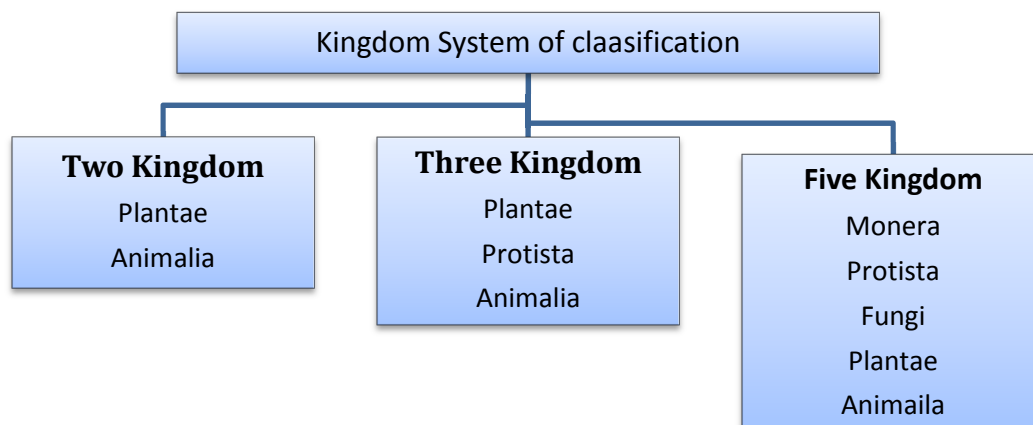 Kingdom System of claasification
Two Kingdom
Plantae
Animalia
Three Kingdom
Plantae
Protista
Animalia
Five Kingdom
Monera
Protista
Fungi
Plantae
Animaila